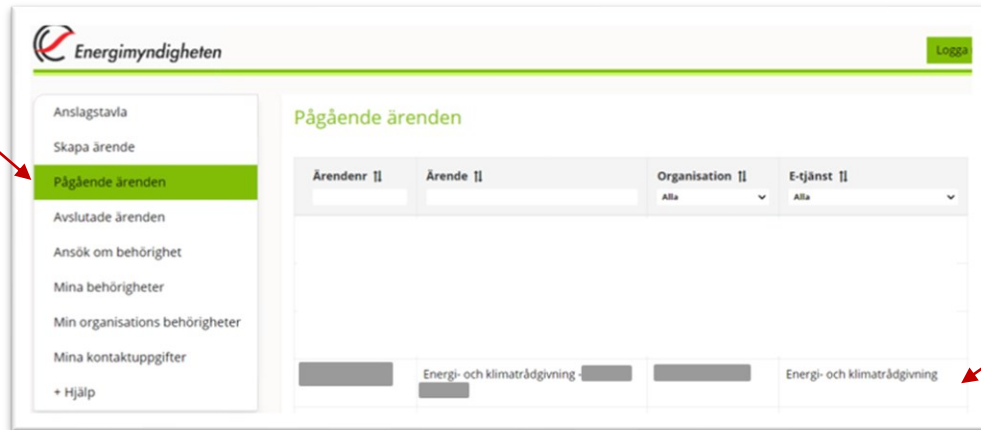 Energimyndigheten
Logga
Anslagstavla
Skapa ärende
Pågående ärenden
Avslutade ärenden
Ansök om behörighet
Mina behörigheter
Min organisations behörigheter
Mina kontaktuppgifter
+ Hjälp
Pågående ärenden
Ärendenr Ärende Organisation E-tjänst
Alla Alla
Energi- och klimatrådgivning - Energi- och klimatrådgivning